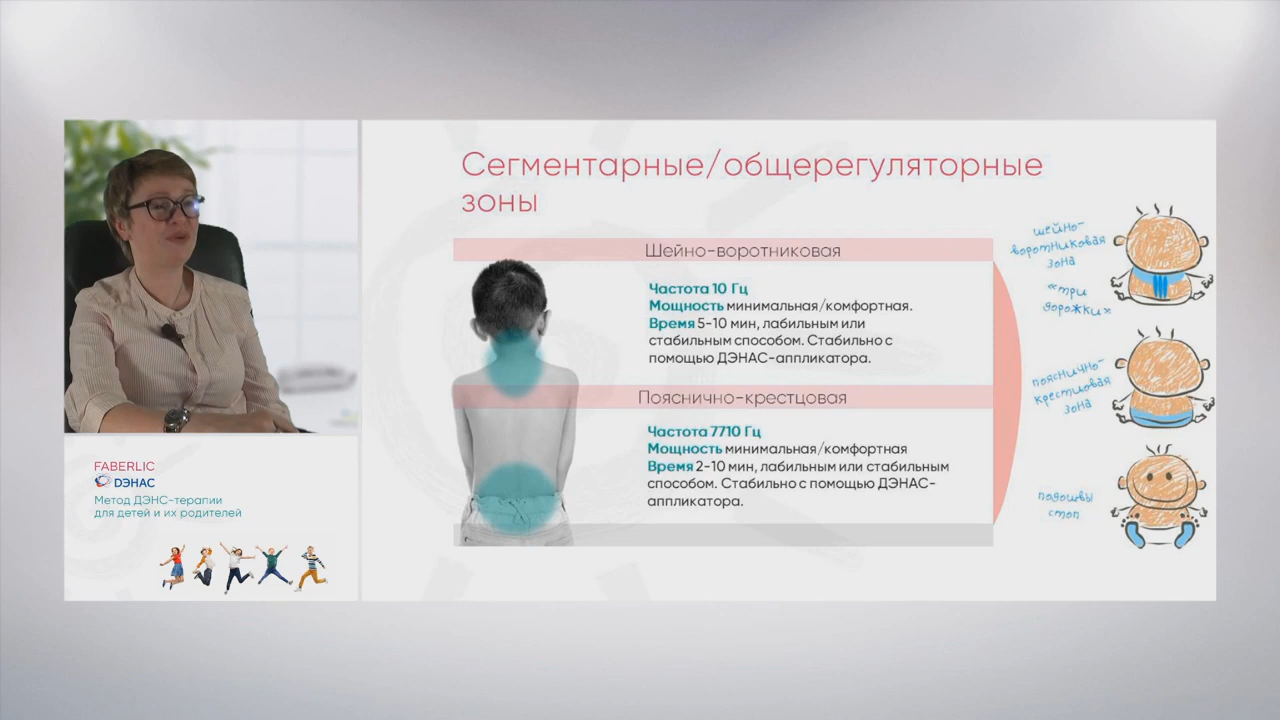 Сегментарные/общерегуляторные
зоны
Шейно-воротниковая
Частота 10 Гц
Мощность минимальная/комфортная.
Время 5-10 мин, лабильным или
стабильным способом. Стабильно с
помощью ДЭНАС-аппликатора.
Пояснично-крестцовая
Частота 7710 Гц
Мощность минимальная/комфортная
Время 2-10 мин, лабильным или стабильным
способом. Стабильно с помощью ДЭНАС-
аппликатора.
шейно-
воротниковая
зона
"три
дорожки"
пояснично-
крестцовая
зона
подошвы
стоп
FABERLIC
DЭНАС
Метод ДЭНС-терапии
для детей и их родителей